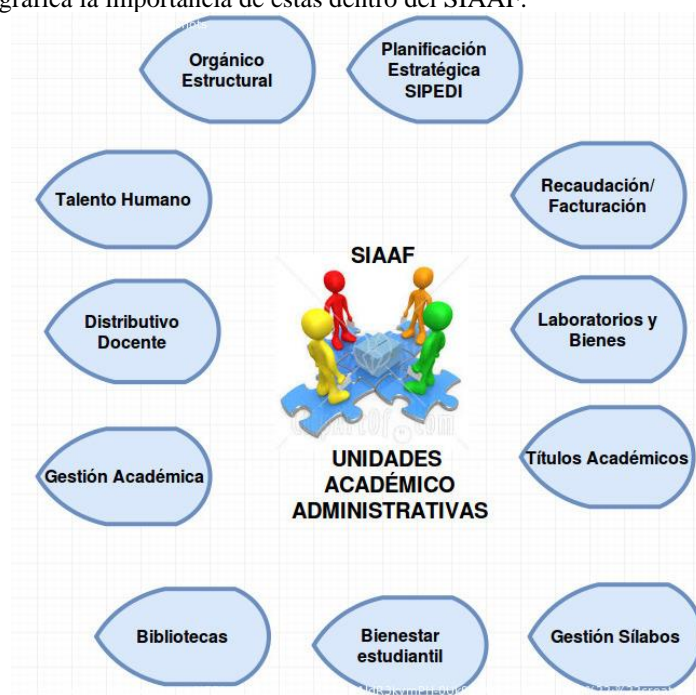 gráfica la importancia de estas dentro del SIAAF.
Orgánico
Estructural
Planificación
Estratégica
SIPEDI
Talento Humano
Recaudación/
Facturación
SIAAF
Distributivo
Docente
Laboratorios y
Bienes
Gestión Académica
UNIDADES
ACADÉMICO
ADMINISTRATIVAS
Títulos Académicos
Bibliotecas
Bienestar
estudiantil
Gestión Sílabos